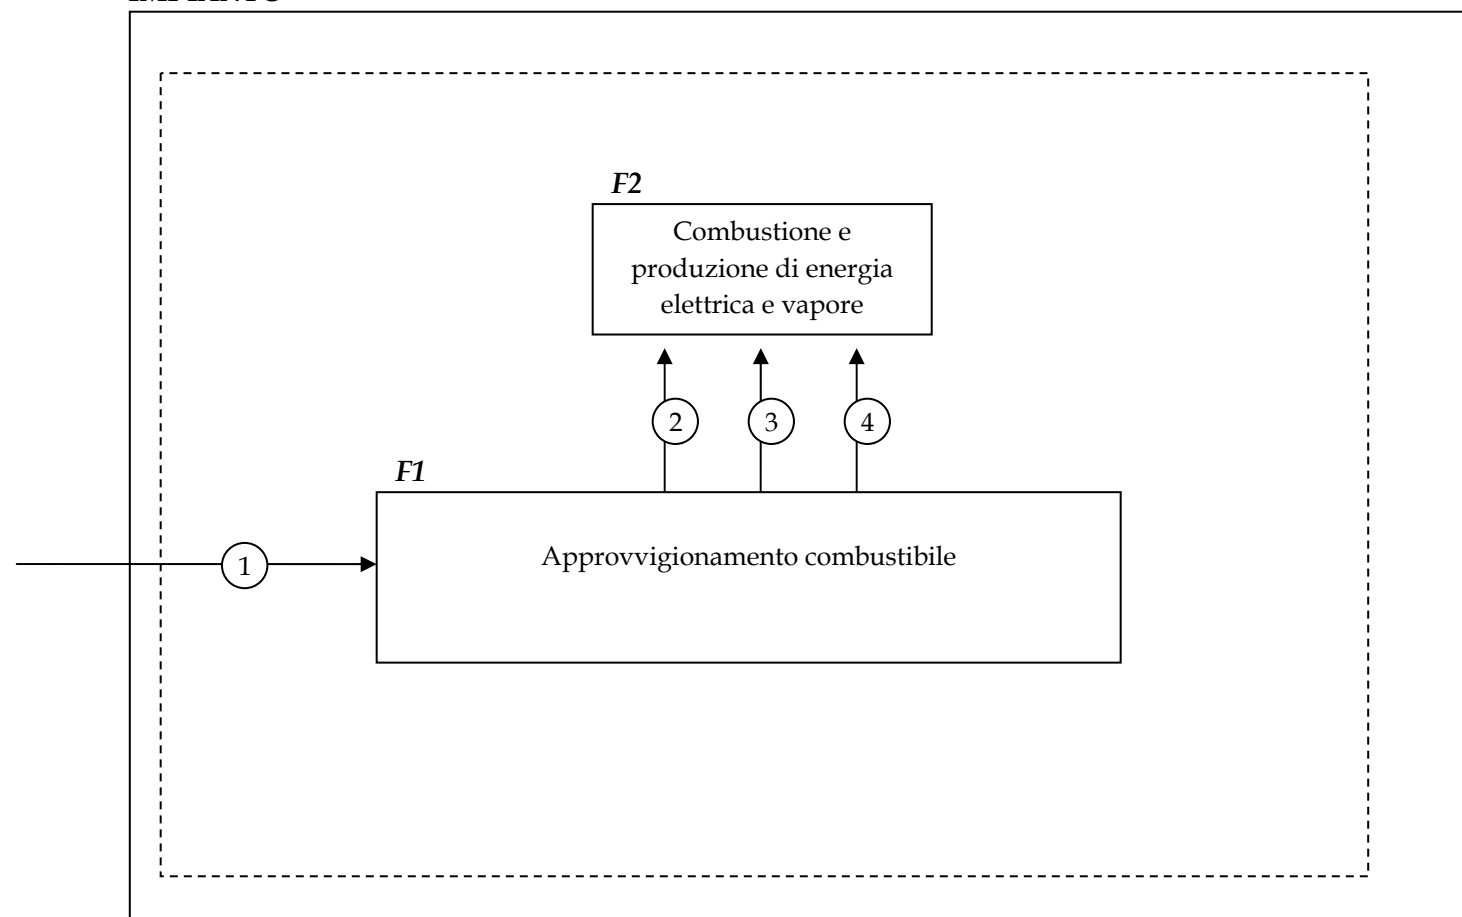 F2
Combustione e
produzione di energia
elettrica e vapore
2 3 4
F1
1
Approvvigionamento combustibile